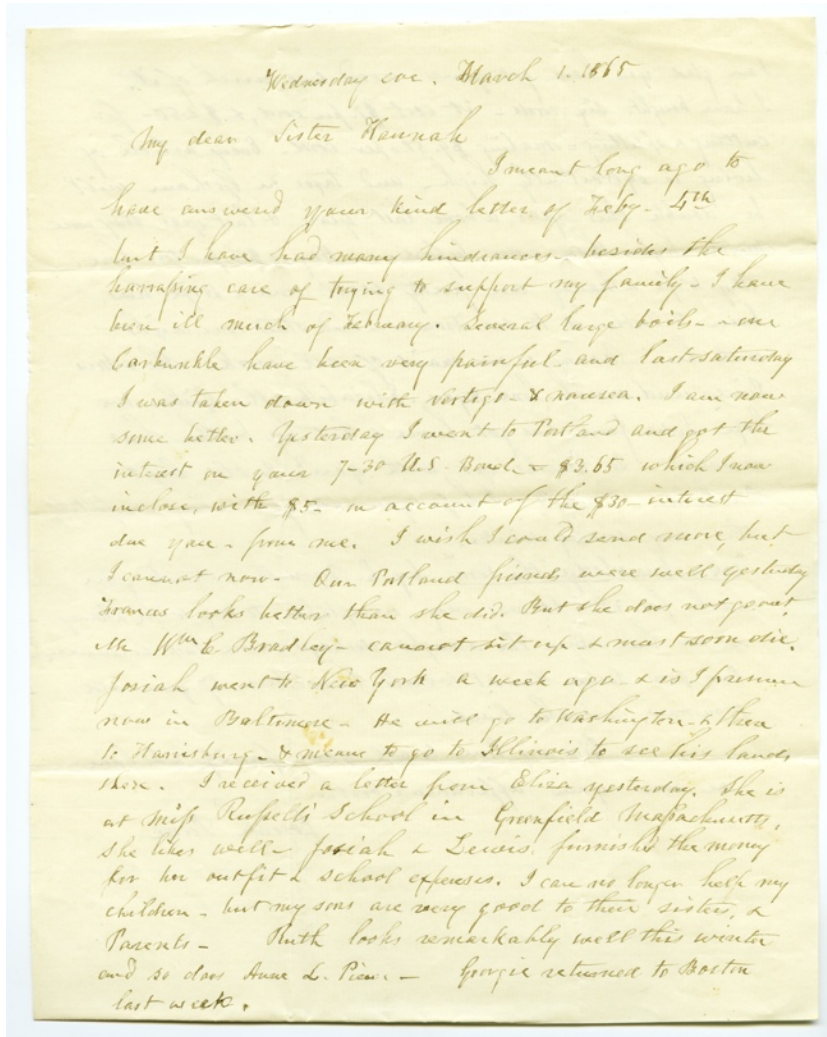 Wednesday eve. March 1. 1865
My dear Sister Hannah
I meant long ago to
have answered your kind letter of Feby. 4th
but I have had many hindrances - besides the
harrassing care of trying to support my family - I have
been ill much of February. Several large boils - & one
Carbunkle have been very painful - and last saturday
I was taken down with vertigo - & nausea. I am now
some better. Yesterday I went to Portland and got the
interest on your 7-30 U.S. Bond - $3.65 which I now
inclose, with $5 - on account of the $30 - interest
due you - from me. I wish I could send more, but
I cannot now - Our Portland friends were well yesterday
Frances looks better than she did. But she does not go out.
Mr Wm C Bradley - cannot sit up - & must soon die.
Josiah went to New York a week ago - & is I presume
now in Baltimore - He will go to Washington - & then
to Harrisburg - & means to go to Illinois to see his lands
there. I received a letter from Eliza yesterday. She is
at Miss Russell's School in Greenfield Massachusetts,
she likes well - Josiah & Lewis, furnish the money
for her outfit & school expenses. I can no longer help my
children - but my sons are very good to their sisters, &
Parents - Ruth looks remarkably well this winter
and so does Anne L. Pierce - Georgie returned to Boston
last week.